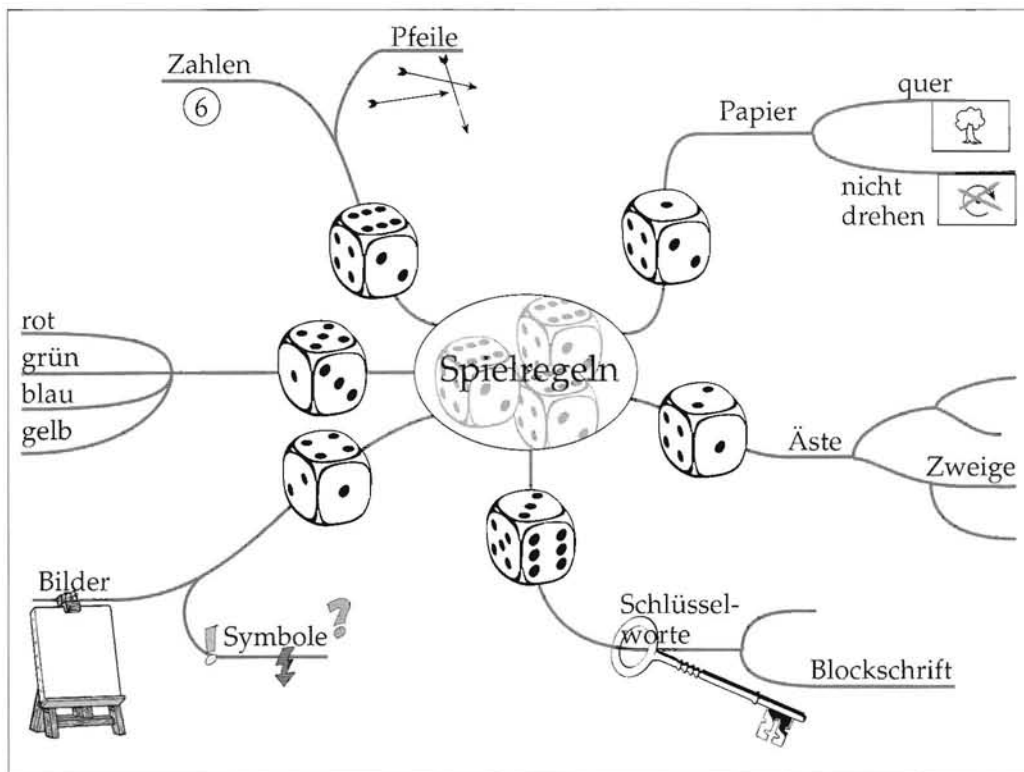 Pfeile
Zahlen
6
quer
Papier
nicht
drehen
rot
grün
blau
gelb
Spielregeln
Äste
Zweige
Bilder
! Symbole ?
Schlüssel-
worte
Blockschrift